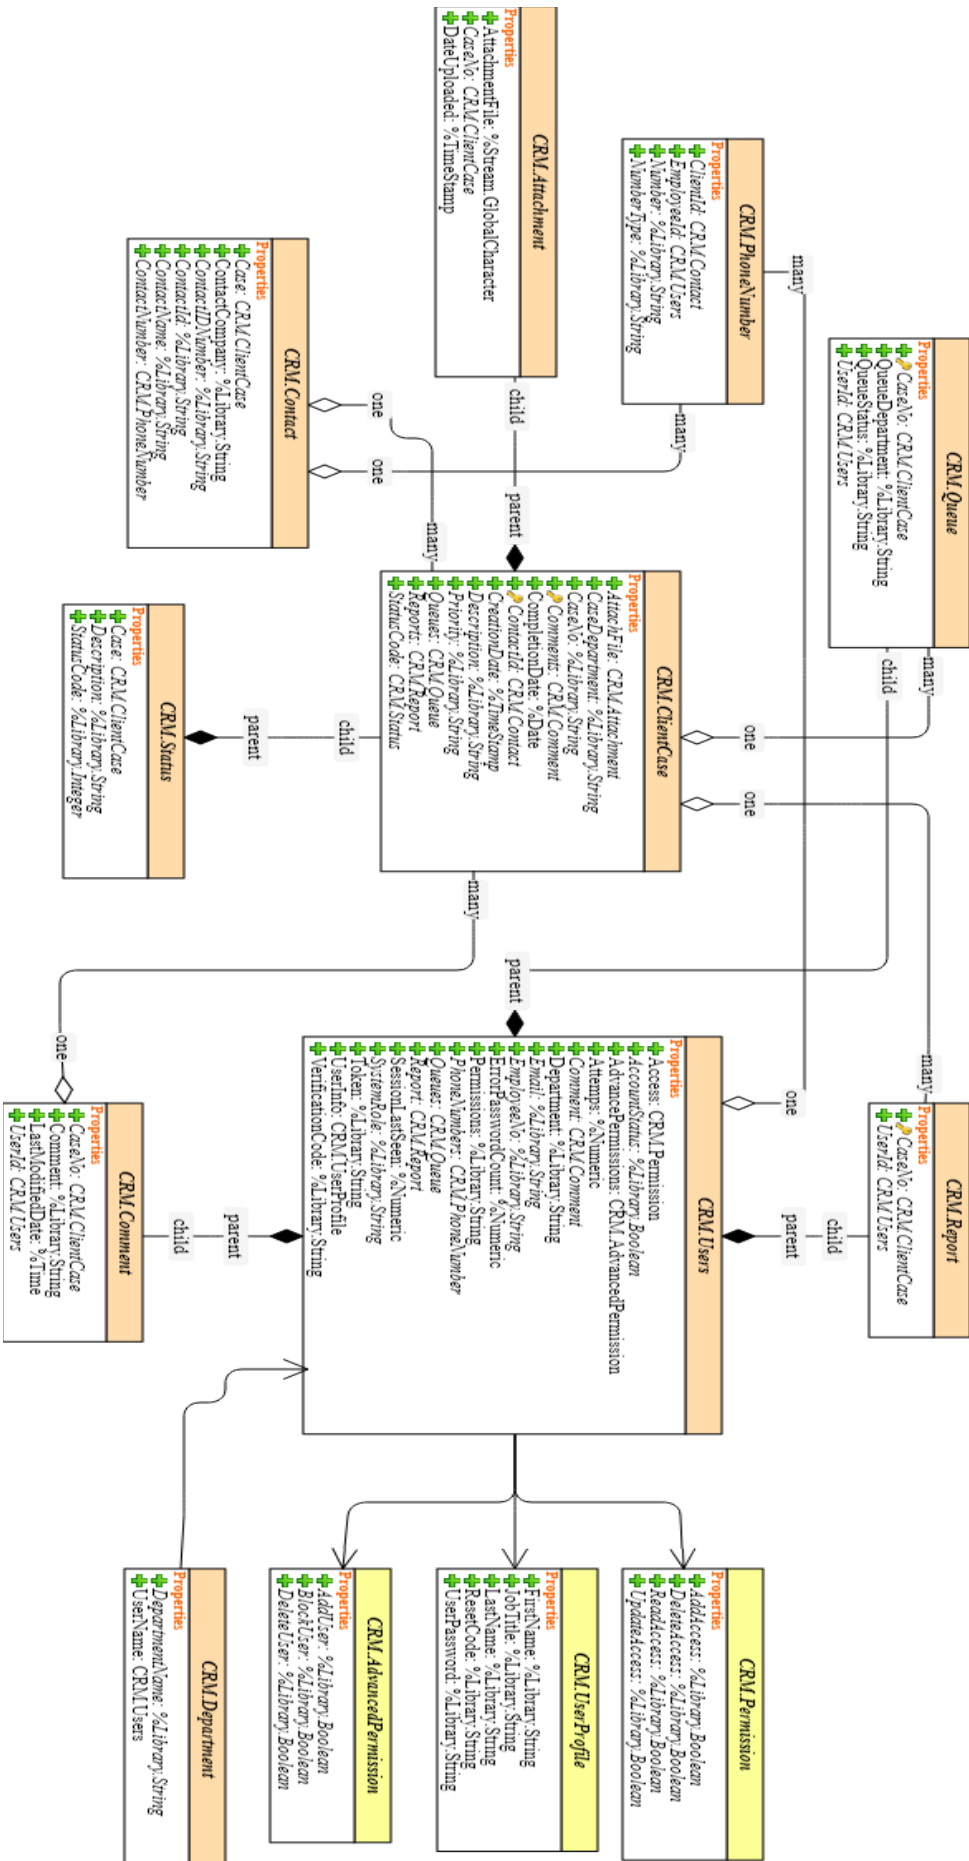 CRM.Attachment
Properties
AttachmentFile: %Stream.GlobalCharacter
CaseNo: CRM.ClientCase
DateUploaded: %TimeStamp
CRM.PhoneNumber
Properties
ClientId: CRM.Contact
EmployeeId: CRM.Users
Number: %Library.String
NumberType: %Library.String
CRM.Contact
Properties
Case: CRM.ClientCase
ContactCompany: %Library.String
ContactIDNumber: %Library.String
ContactId: %Library.String
ContactName: %Library.String
ContactNumber: CRM.PhoneNumber
CRM.Queue
Properties
CaseNo: CRM.ClientCase
QueueDepartment: %Library.String
QueueStatus: %Library.String
UserId: CRM.Users
many
child
parent
one
many
one
many
many
child
one
one
many
CRM.ClientCase
Properties
AttachFile: CRM.Attachment
CaseDepartment: %Library.String
CaseNo: %Library.String
Comments: CRM.Comment
CompletionDate: %Date
ContactId: CRM.Contact
CreationDate: %TimeStamp
Description: %Library.String
Priority: %Library.String
Queues: CRM.Queue
Reports: CRM.Report
StatusCode: CRM.Status
CRM.Status
Properties
Case: CRM.ClientCase
Description: %Library.String
StatusCode: %Library.Integer
parent
child
many
one
parent
one
parent
child
parent
child
CRM.Users
Properties
Access: CRM.Permission
AccountStatus: %Library.Boolean
AdvancePermissions: CRM.AdvancedPermission
Attemps: %Numeric
Comment: CRM.Comment
Department: %Library.String
Email: %Library.String
EmployeeNo: %Library.String
ErrorPasswordCount: %Numeric
Permissions: %Library.String
PhoneNumbers: CRM.PhoneNumber
Queues: CRM.Queue
Report: CRM.Report
SessionLastSeen: %Numeric
SystemRole: %Library.String
Token: %Library.String
UserInfo: CRM.UserProfile
VerificationCode: %Library.String
CRM.Report
Properties
CaseNo: CRM.ClientCase
UserId: CRM.Users
CRM.Comment
Properties
CaseNo: CRM.ClientCase
Comment: %Library.String
LastModifiedDate: %Time
UserId: CRM.Users
CRM.Permission
Properties
AddAccess: %Library.Boolean
DeleteAccess: %Library.Boolean
ReadAccess: %Library.Boolean
UpdateAccess: %Library.Boolean
CRM.UserProfile
Properties
FirstName: %Library.String
JobTitle: %Library.String
LastName: %Library.String
ResetCode: %Library.String
UserPassword: %Library.String
CRM.AdvancedPermission
Properties
AddUser: %Library.Boolean
BlockUser: %Library.Boolean
DeleteUser: %Library.Boolean
CRM.Department
Properties
DepartmentName: %Library.String
UserName: CRM.Users